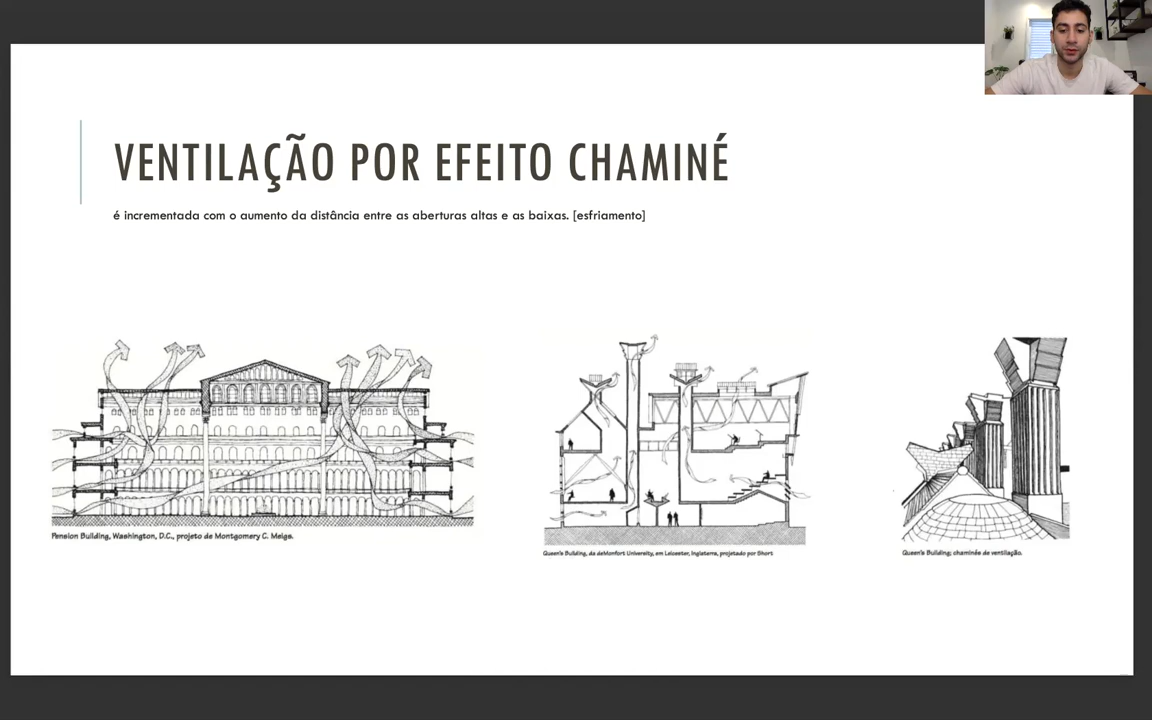 VENTILAÇÃO POR EFEITO CHAMINÉ
é incrementada com o aumento da distância entre as aberturas altas e as baixas. [esfriamento]
Pension Building, Washington, D.C., projeto de Montgomery C. Meigs.
Queen's Building, da deMonfort University, em Leicester, Inglaterra, projetado por Short
Queen's Building; chaminés de ventilação.